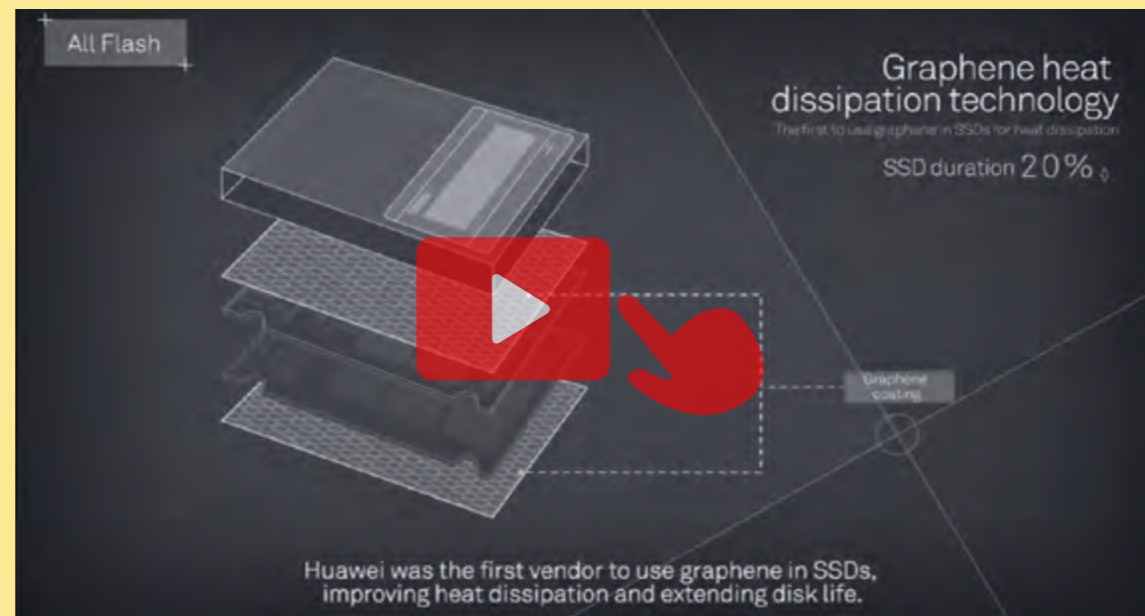 All Flash
Graphene heat
dissipation technology
The first to use graphene in SSDs for heat dissipation
SSD duration 20%
Graphene
coating
Huawei was the first vendor to use graphene in SSDs,
improving heat dissipation and extending disk life.